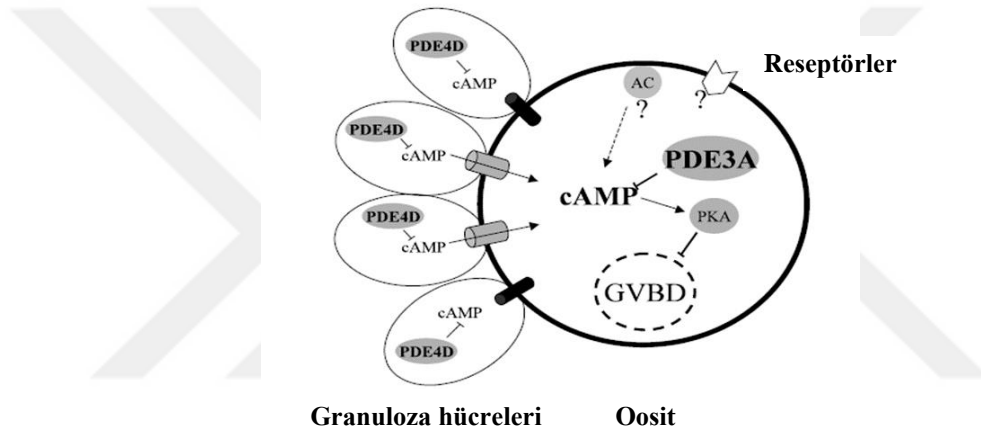 PDE4D
cAMP
Reseptörler
AC
?
?
PDE4D
cAMP
PDE3A
cAMP
PKA
PDE4D
cAMP
GVBD
cAMP
PDE4D
Granuloza hücreleri Oosit